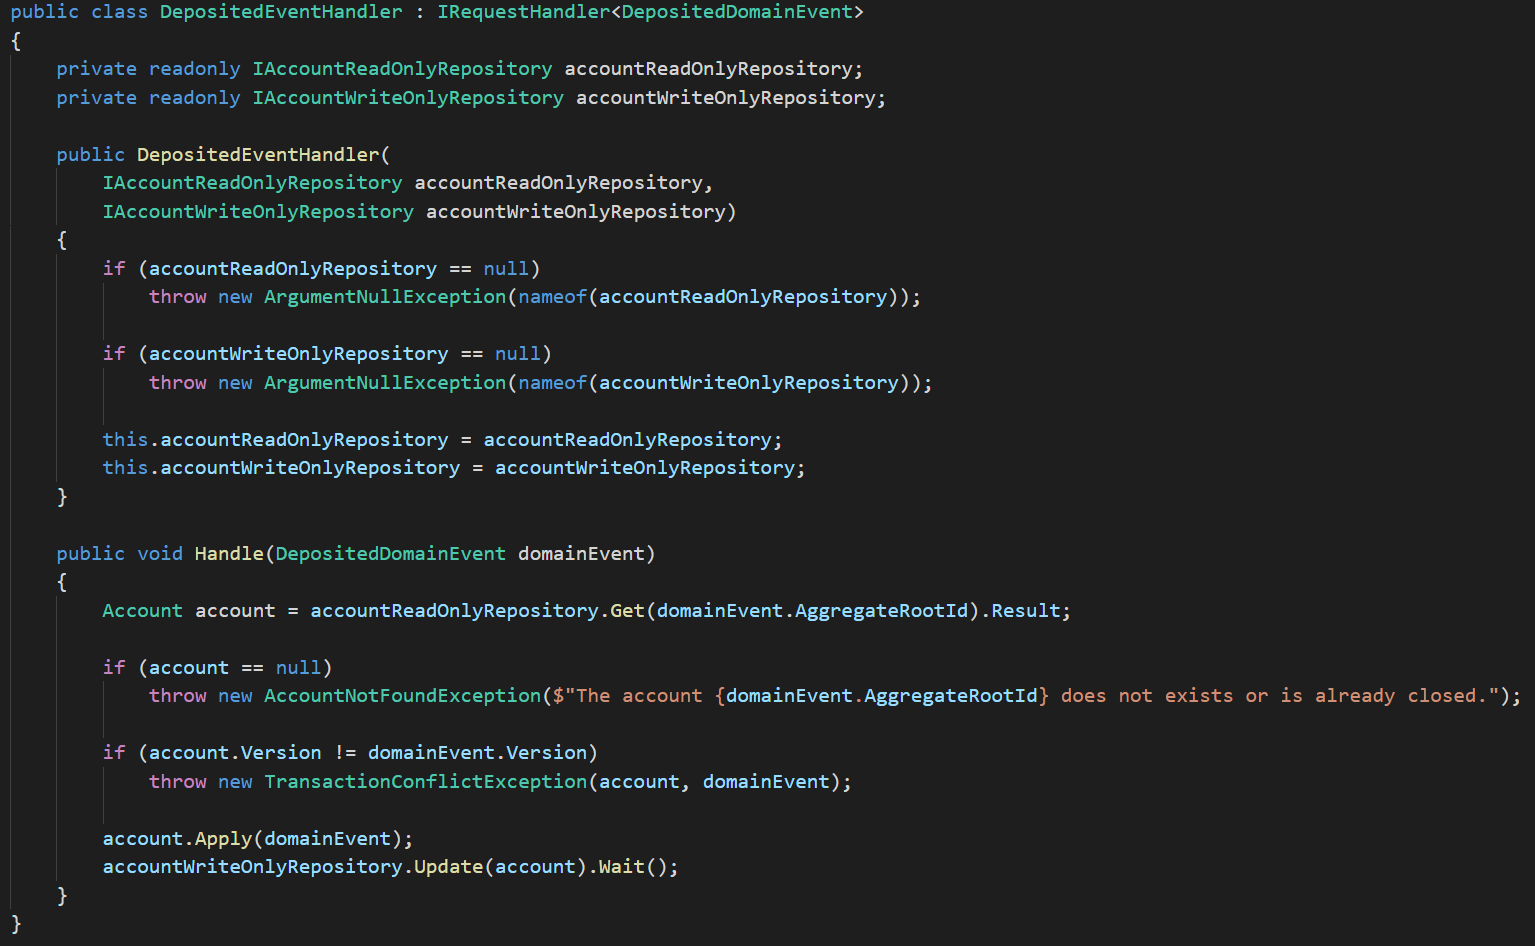 public class DepositedEventHandler : IRequestHandler<DepositedDomainEvent>
{
    private readonly IAccountReadOnlyRepository accountReadOnlyRepository;
    private readonly IAccountWriteOnlyRepository accountWriteOnlyRepository;

    public DepositedEventHandler(
        IAccountReadOnlyRepository accountReadOnlyRepository,
        IAccountWriteOnlyRepository accountWriteOnlyRepository)
    {
        if (accountReadOnlyRepository == null)
            throw new ArgumentNullException(nameof(accountReadOnlyRepository));

        if (accountWriteOnlyRepository == null)
            throw new ArgumentNullException(nameof(accountWriteOnlyRepository));

        this.accountReadOnlyRepository = accountReadOnlyRepository;
        this.accountWriteOnlyRepository = accountWriteOnlyRepository;
    }

    public void Handle(DepositedDomainEvent domainEvent)
    {
        Account account = accountReadOnlyRepository.Get(domainEvent.AggregateRootId).Result;

        if (account == null)
            throw new AccountNotFoundException($"The account {domainEvent.AggregateRootId} does not exists or is already closed.");

        if (account.Version != domainEvent.Version)
            throw new TransactionConflictException(account, domainEvent);

        account.Apply(domainEvent);
        accountWriteOnlyRepository.Update(account).Wait();
    }
}